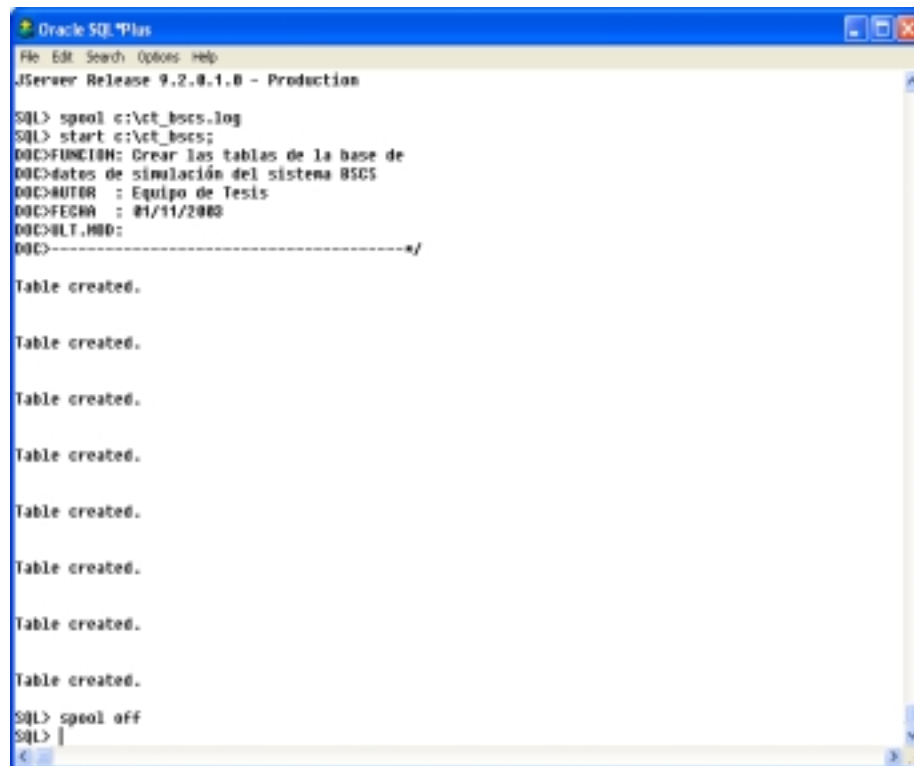 Oracle SQL*Plus
File Edit Search Options Help
JServer Release 9.2.0.1.0 - Production
SQL> spool c:\ct_bscs.log
SQL> start c:\ct_bscs;
DOC>FUNCION: Crear las tablas de la base de
DOC>datos de simulación del sistema BSCS
DOC>AUTOR : Equipo de Tesis
DOC>FECHA : 01/11/2003
DOC>ULT.MOD:
DOC>----------------------------------------*/
Table created.
Table created.
Table created.
Table created.
Table created.
Table created.
Table created.
Table created.
SQL> spool off
SQL>